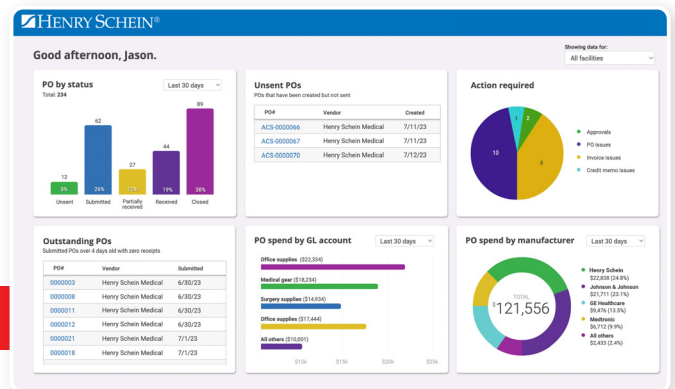 HENRY SCHEIN®
Good afternoon, Jason.
Showing data for:
All facilities
PO by status
Last 30 days
Total: 234
12
62
27
44
89
5%
26%
12%
19%
38%
Unsent
Submitted
Partially
received
Received
Closed
Unsent POs
POs that have been created but not sent
PO# Vendor Created
ACS-0000066 Henry Schein Medical 7/11/23
ACS-0000067 Henry Schein Medical 7/11/23
ACS-0000070 Henry Schein Medical 7/12/23
Action required
1
2
10
Approvals
PO issues
Invoice issues
Credit memo issues
Outstanding POs
Submitted POs over 4 days old with zero receipts
PO# Vendor Submitted
0000003 Henry Schein Medical 6/30/23
0000008 Henry Schein Medical 6/30/23
0000011 Henry Schein Medical 6/30/23
0000012 Henry Schein Medical 6/30/23
0000021 Henry Schein Medical 7/1/23
0000018 Henry Schein Medical 7/1/23
PO spend by GL account
Last 30 days
Office supplies ($22,334)
Medical gear ($18,234)
Surgery supplies ($14,934)
Office supplies ($17,444)
All others ($10,001)
$10k $15k $20k $25k
PO spend by manufacturer
Last 30 days
TOTAL
$121,556
Henry Schein
$22,838 (24.8%)
Johnson & Johnson
$21,711 (23.1%)
GE Healthcare
$9,476 (13.5%)
Medtronic
$6,712 (9.9%)
All others
$2,433 (2.4%)